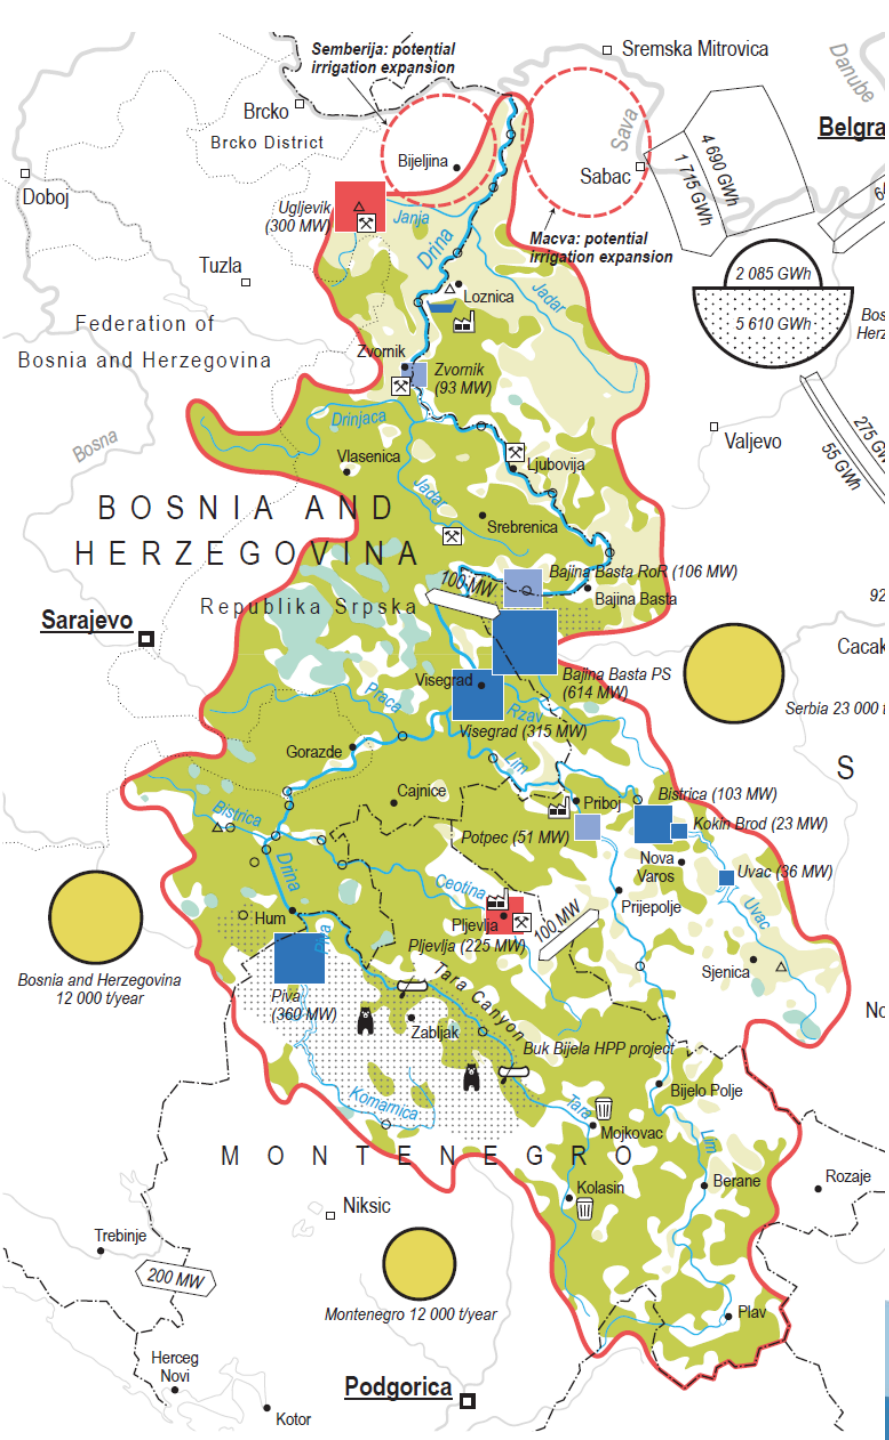 Semberija: potential
irrigation expansion
Sremska Mitrovica
Danube
Brcko
Brcko District
Sava
Belgra
Bijeljina
Sabac
4 690 GWh
1 715 GWh
Doboj
Ugljevik
(300 MW)
Janja
Drina
Macva: potential
irrigation expansion
Tuzla
2 085 GWh
5 610 GWh
Loznica
Jadar
Bos
Herz
Federation of
Bosnia and Herzegovina
Zvornik
Zvornik
(93 MW)
275 GW
55 GWh
Drinjaca
Bosna
Valjevo
Vlasenica
Ljubovija
Jadar
BOSNIA AND
HERZEGOVINA
Srebrenica
100 MW
Bajina Basta RoR (106 MW)
Bajina Basta
Republika Srpska
92
Sarajevo
Cacak
Visegrad
Bajina Basta PS
(614 MW)
Praca
Rzav
Visegrad (315 MW)
Serbia 23 000 t
Gorazde
Lim
S
Cajnice
Priboj
Bistrica (103 MW)
Bistrica
Potpec (51 MW)
Kokin Brod (23 MW)
Nova
Varos
Uvac (36 MW)
Drina
Ceotina
Prijepolje
Uvac
Hum
Pljevlja
100 MW
Piva
Pljevlja (225 MW)
Sjenica
Bosnia and Herzegovina
12 000 t/year
Piva
(360 MW)
Tara Canyon
No
Zabljak
Buk Bijela HPP project
Komarnica
Tara
Bijelo Polje
Mojkovac
Lim
MONTENEGRO
Kolasin
Berane
Rozaje
Niksic
Trebinje
200 MW
Montenegro 12 000 t/year
Plav
Herceg
Novi
Podgorica
Kotor